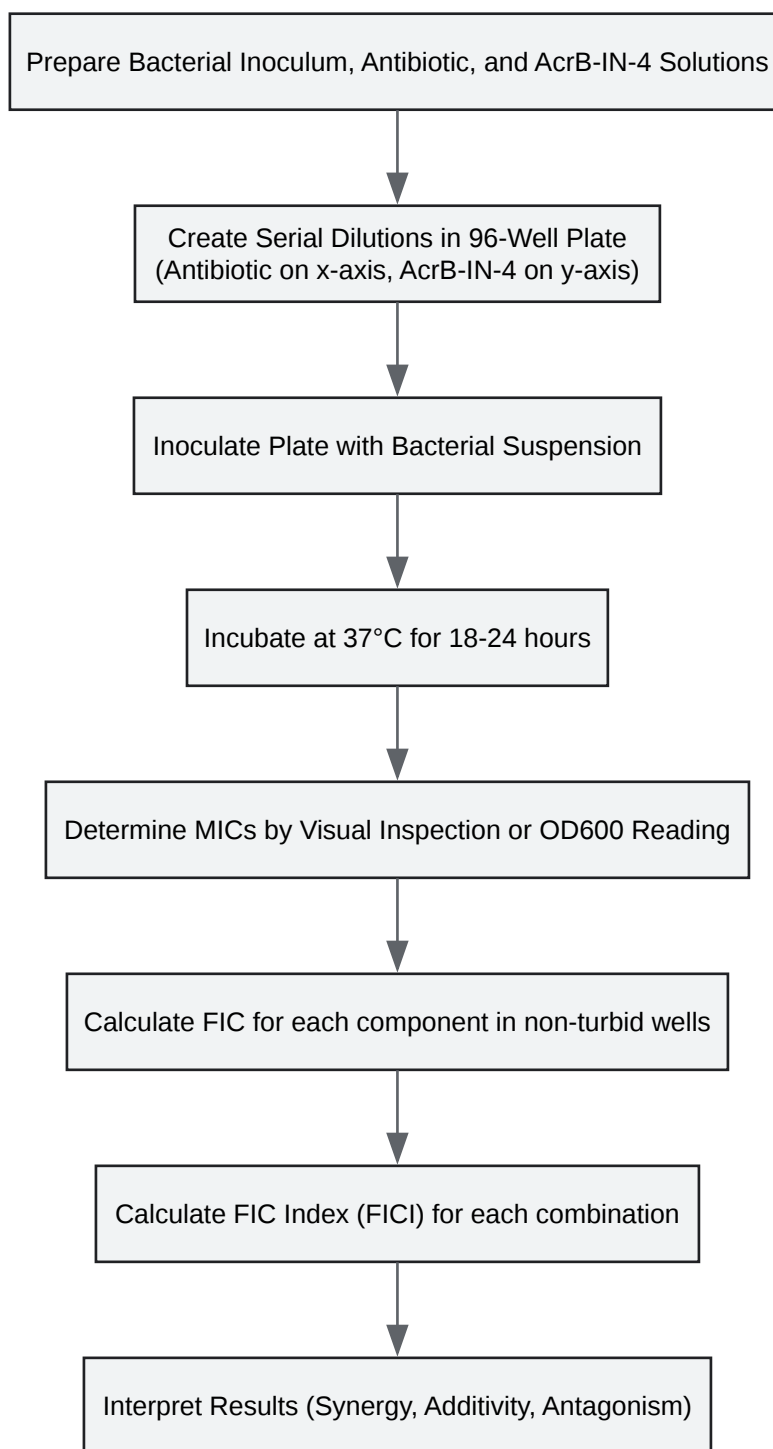 Prepare Bacterial Inoculum, Antibiotic, and AcrB-IN-4 Solutions
Create Serial Dilutions in 96-Well Plate
(Antibiotic on x-axis, AcrB-IN-4 on y-axis)
Inoculate Plate with Bacterial Suspension
Incubate at 37°C for 18-24 hours
Determine MICs by Visual Inspection or OD600 Reading
Calculate FIC for each component in non-turbid wells
Calculate FIC Index (FICI) for each combination
Interpret Results (Synergy, Additivity, Antagonism)